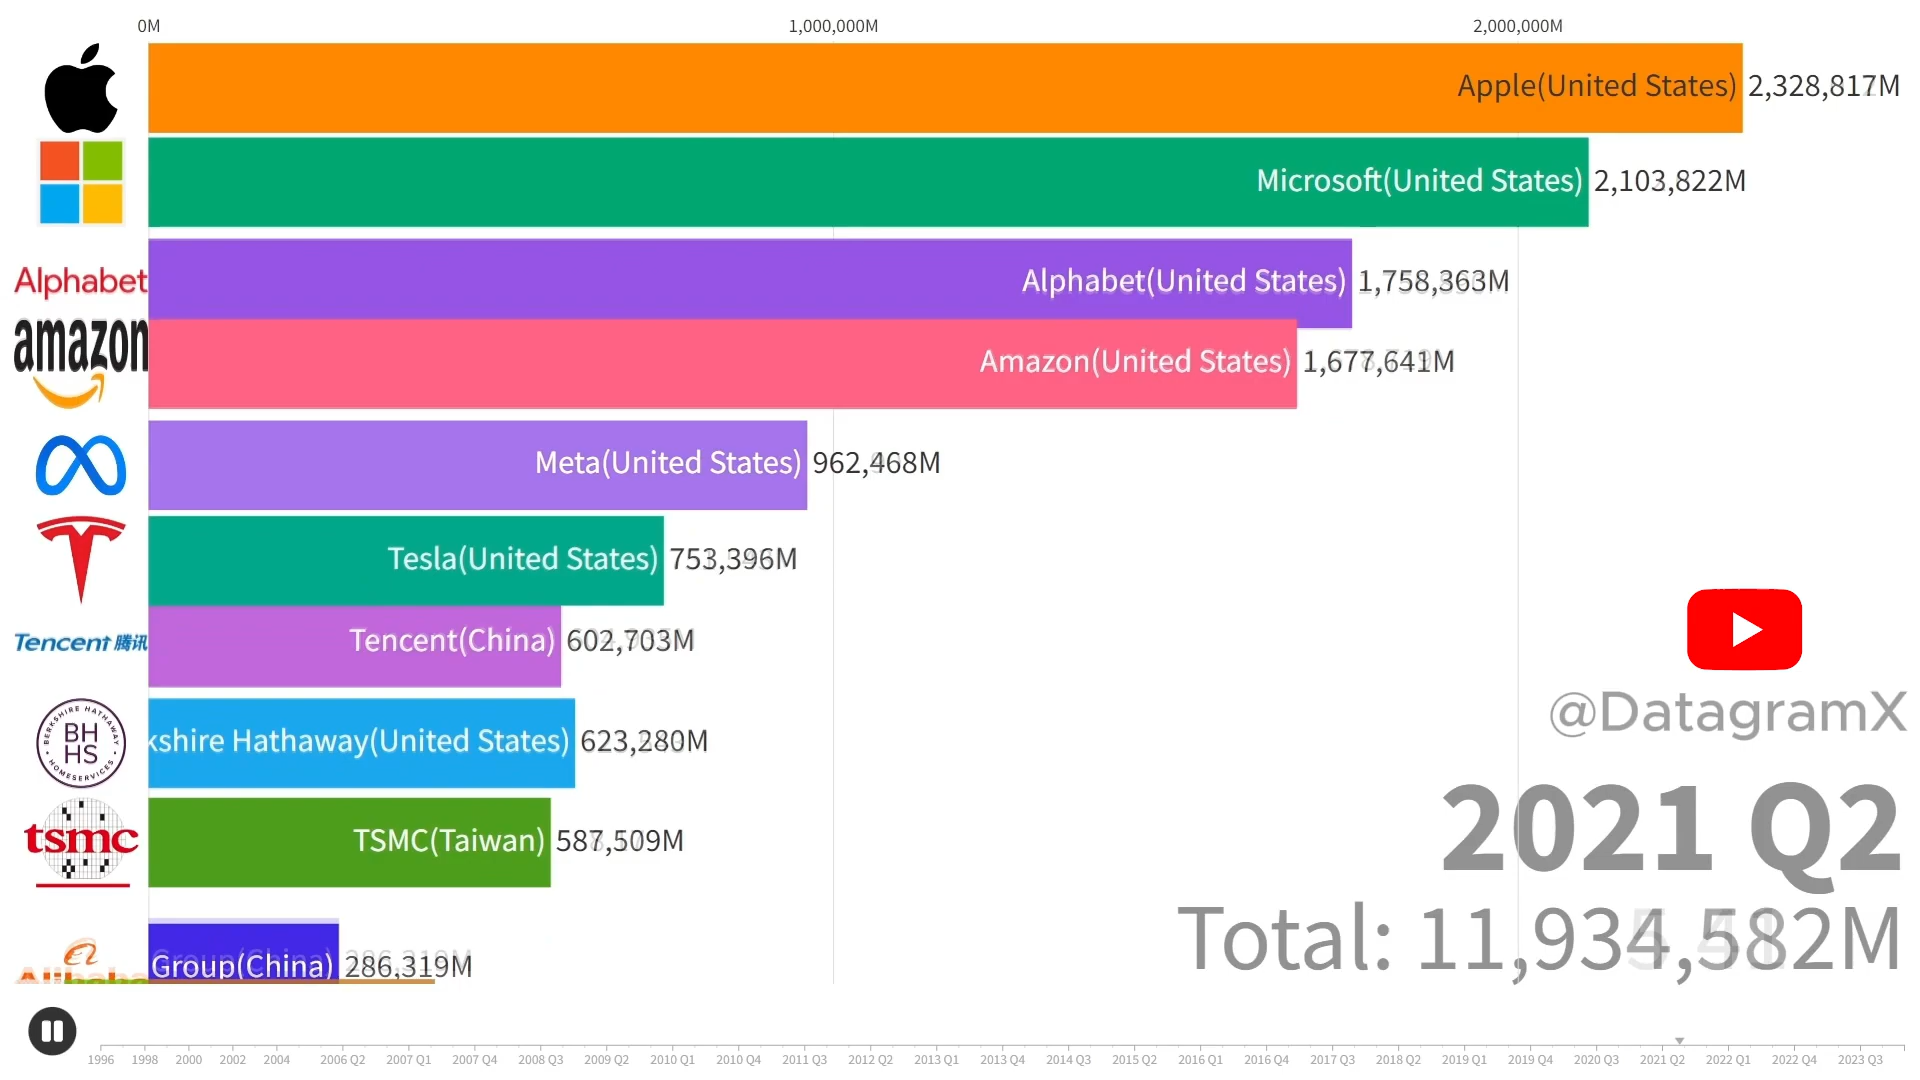 0M 1,000,000M 2,000,000M
Apple(United States) 2,328,817M
Microsoft(United States) 2,103,822M
Alphabet Alphabet(United States) 1,758,363M
amazon Amazon(United States) 1,677,641M
Meta(United States) 962,468M
Tesla(United States) 753,396M
Tencent 腾讯 Tencent(China) 602,703M
BERKSHIRE HATHAWAY
BH
HS
HOMESERVICES
kshire Hathaway(United States) 623,280M
tsmc TSMC(Taiwan) 587,509M
Alibaba Group(China) 286,319M
@DatagramX
2021 Q2
Total: 11,934,582M
1996 1998 2000 2002 2004 2006 Q2 2007 Q1 2007 Q4 2008 Q3 2009 Q2 2010 Q1 2010 Q4 2011 Q3 2012 Q2 2013 Q1 2013 Q4 2014 Q3 2015 Q2 2016 Q1 2016 Q4 2017 Q3 2018 Q2 2019 Q1 2019 Q4 2020 Q3 2021 Q2 2022 Q1 2022 Q4 2023 Q3